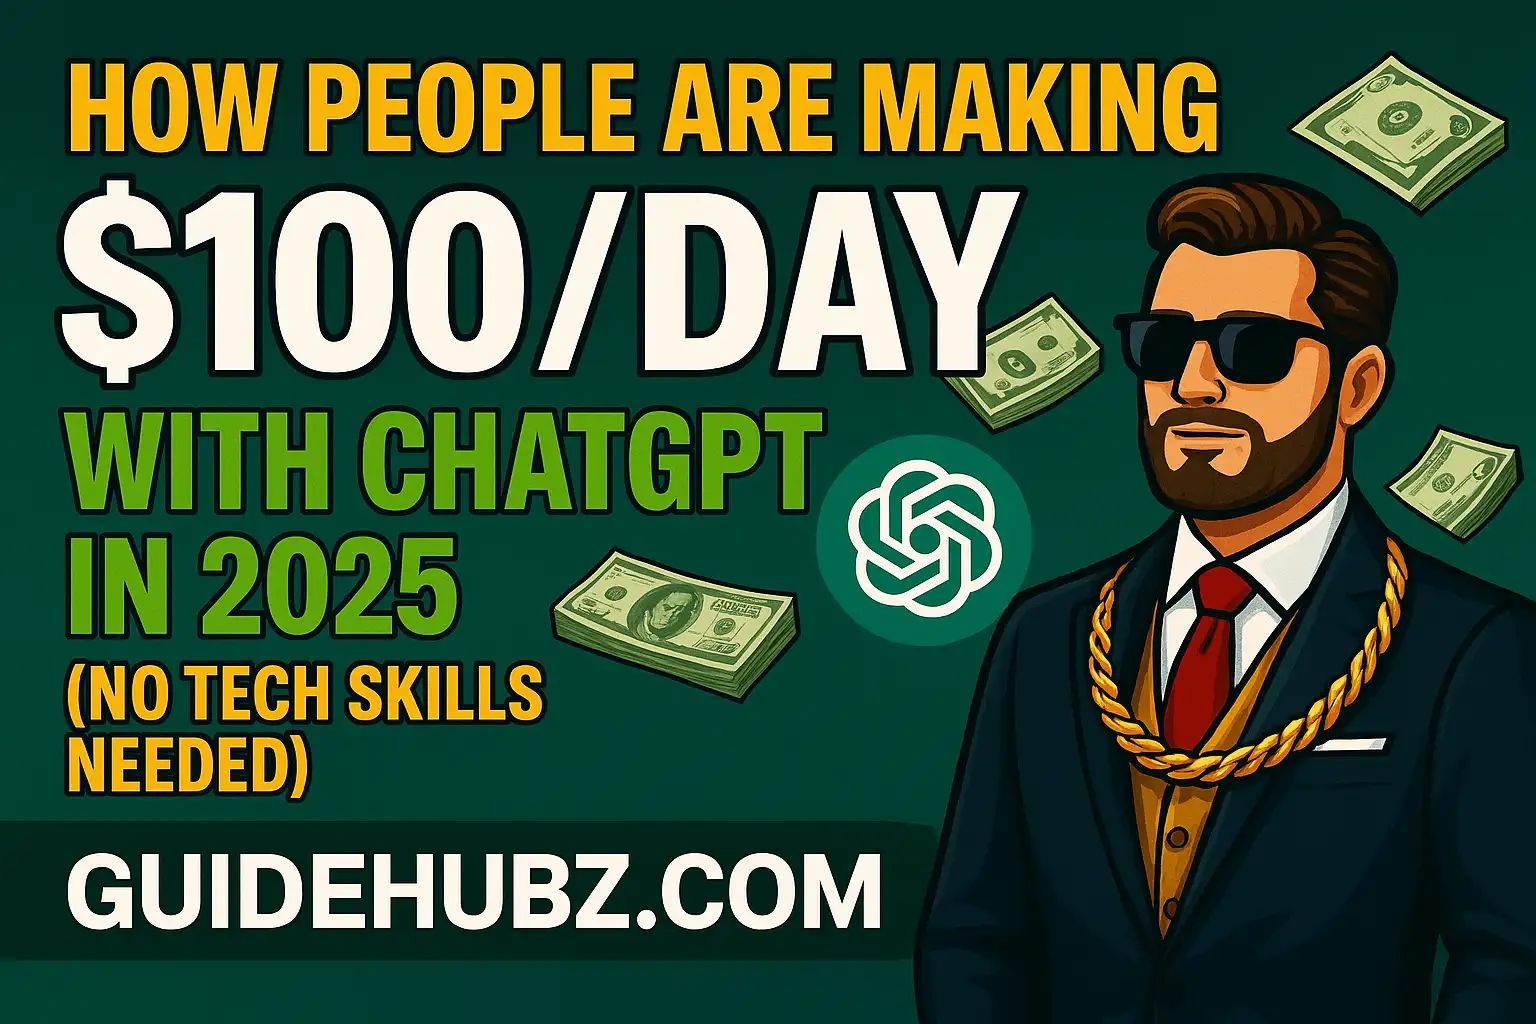 HOW PEOPLE ARE MAKING
$100/DAY
WITH CHATGPT
IN 2025
(NO TECH SKILLS
NEEDED)
GUIDEHUBZ.COM